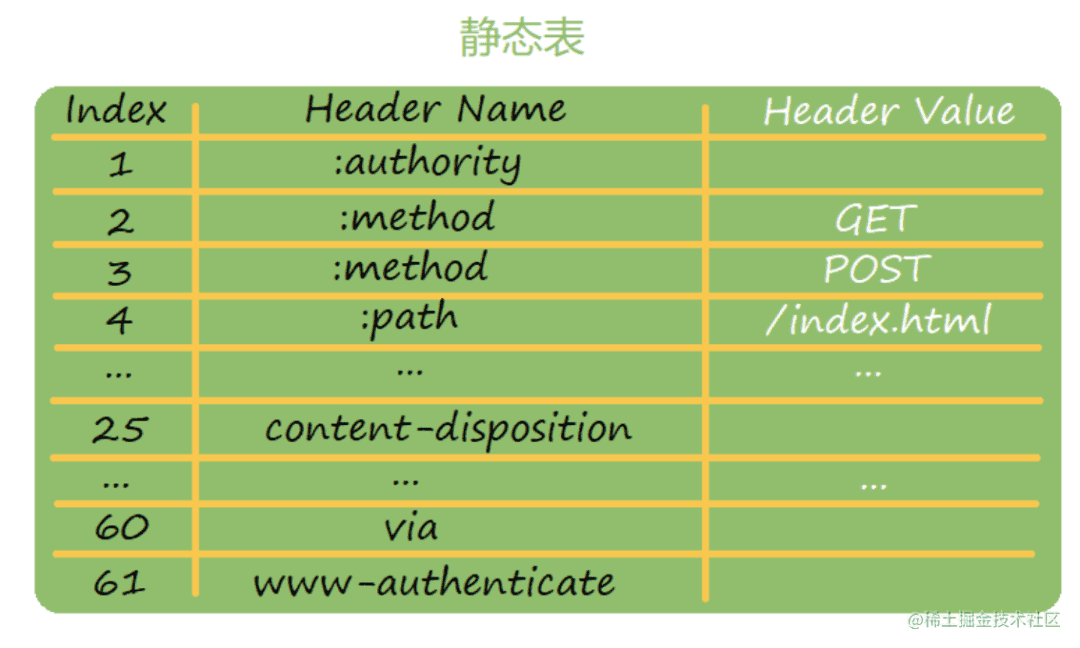 静态表
Index Header Name Header Value
1 :authority
2 :method GET
3 :method POST
4 :path /index.html
... ... ...
25 content-disposition
... ... ...
60 via
61 www-authenticate
@稀土掘金技术社区